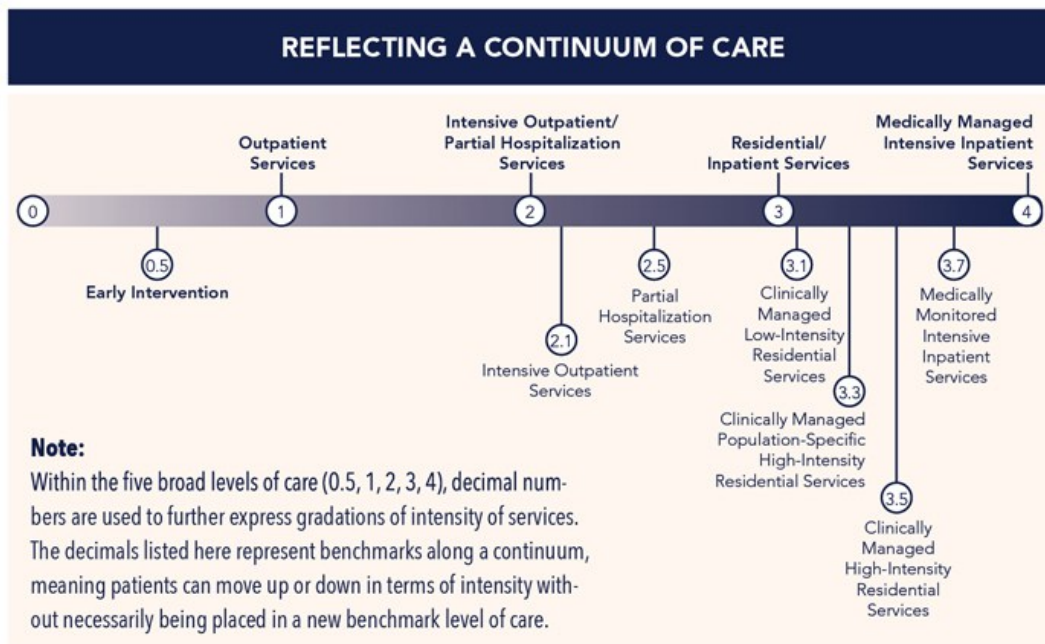 REFLECTING A CONTINUUM OF CARE
Outpatient
Services
Intensive Outpatient/
Partial Hospitalization
Services
Residential/
Inpatient Services
Medically Managed
Intensive Inpatient
Services
0
1
2
3
4
0.5
Early Intervention
2.1
Intensive Outpatient
Services
2.5
Partial
Hospitalization
Services
3.1
Clinically
Managed
Low-Intensity
Residential
Services
3.3
Clinically Managed
Population-Specific
High-Intensity
Residential Services
3.5
Clinically
Managed
High-Intensity
Residential
Services
3.7
Medically
Monitored
Intensive
Inpatient
Services
Note:
Within the five broad levels of care (0.5, 1, 2, 3, 4), decimal num-
bers are used to further express gradations of intensity of services.
The decimals listed here represent benchmarks along a continuum,
meaning patients can move up or down in terms of intensity with-
out necessarily being placed in a new benchmark level of care.